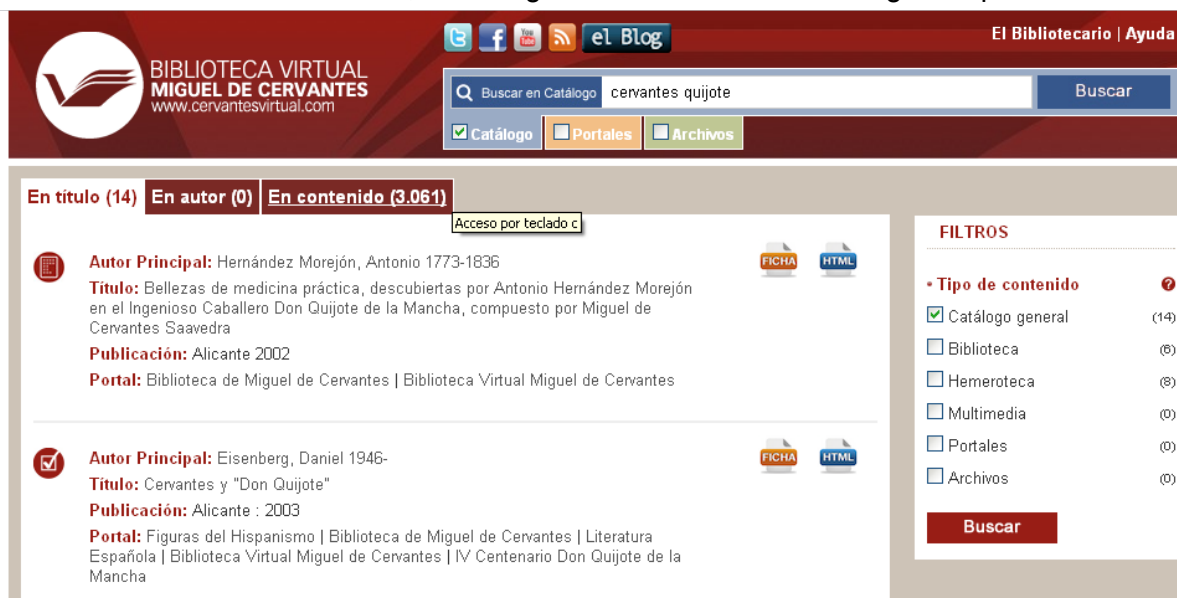 el Blog
El Bibliotecario | Ayuda
BIBLIOTECA VIRTUAL
MIGUEL DE CERVANTES
www.cervantesvirtual.com
Buscar en Catálogo cervantes quijote Buscar
Catálogo Portales Archivos
En título (14) En autor (0) En contenido (3.061)
Acceso por teclado c
Autor Principal: Hernández Morejón, Antonio 1773-1836
FICHA HTML
Título: Bellezas de medicina práctica, descubiertas por Antonio Hernández Morejón
en el Ingenioso Caballero Don Quijote de la Mancha, compuesto por Miguel de
Cervantes Saavedra
Publicación: Alicante 2002
Portal: Biblioteca de Miguel de Cervantes | Biblioteca Virtual Miguel de Cervantes
Autor Principal: Eisenberg, Daniel 1946-
FICHA HTML
Título: Cervantes y "Don Quijote"
Publicación: Alicante : 2003
Portal: Figuras del Hispanismo | Biblioteca de Miguel de Cervantes | Literatura
Española | Biblioteca Virtual Miguel de Cervantes | IV Centenario Don Quijote de la
Mancha
FILTROS
• Tipo de contenido ?
Catálogo general (14)
Biblioteca (6)
Hemeroteca (8)
Multimedia (0)
Portales (0)
Archivos (0)
Buscar